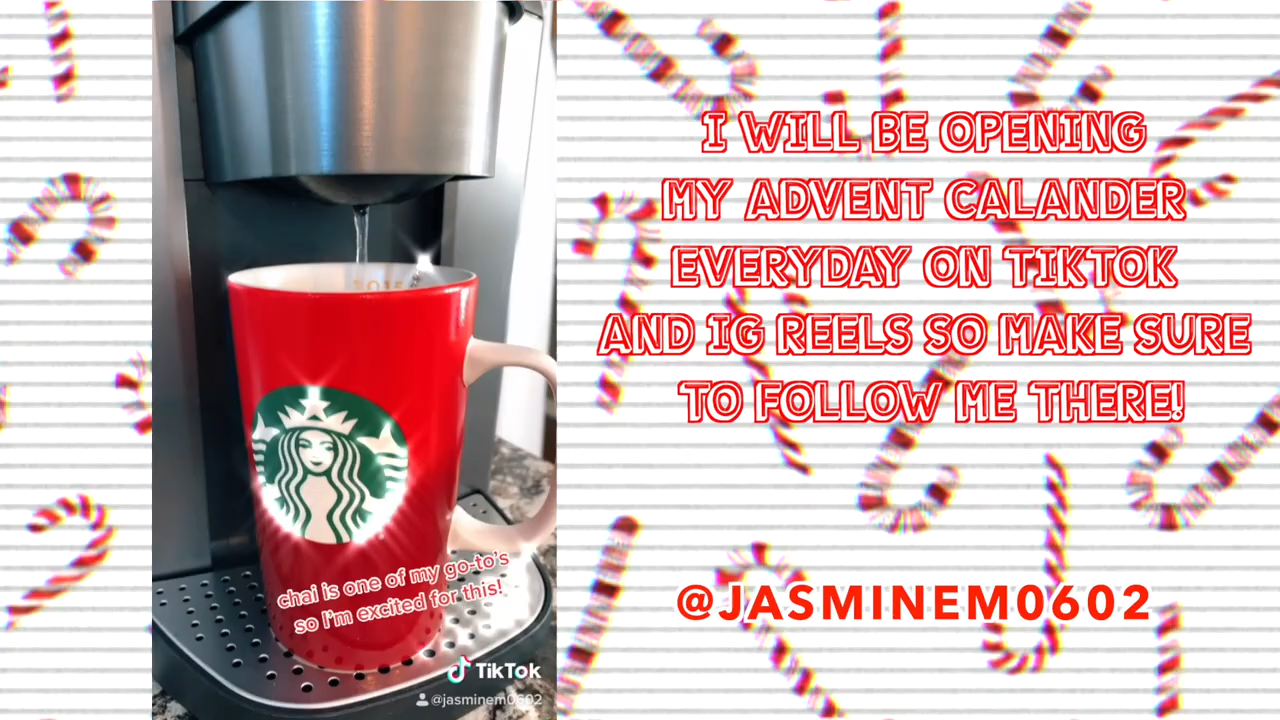 I WILL BE OPENING
MY ADVENT CALANDER
EVERYDAY ON TIKTOK
AND IG REELS SO MAKE SURE
TO FOLLOW ME THERE!
@JASMINEM0602
chai is one of my go-to's
so I'm excited for this!
TikTok
@jasminem0602